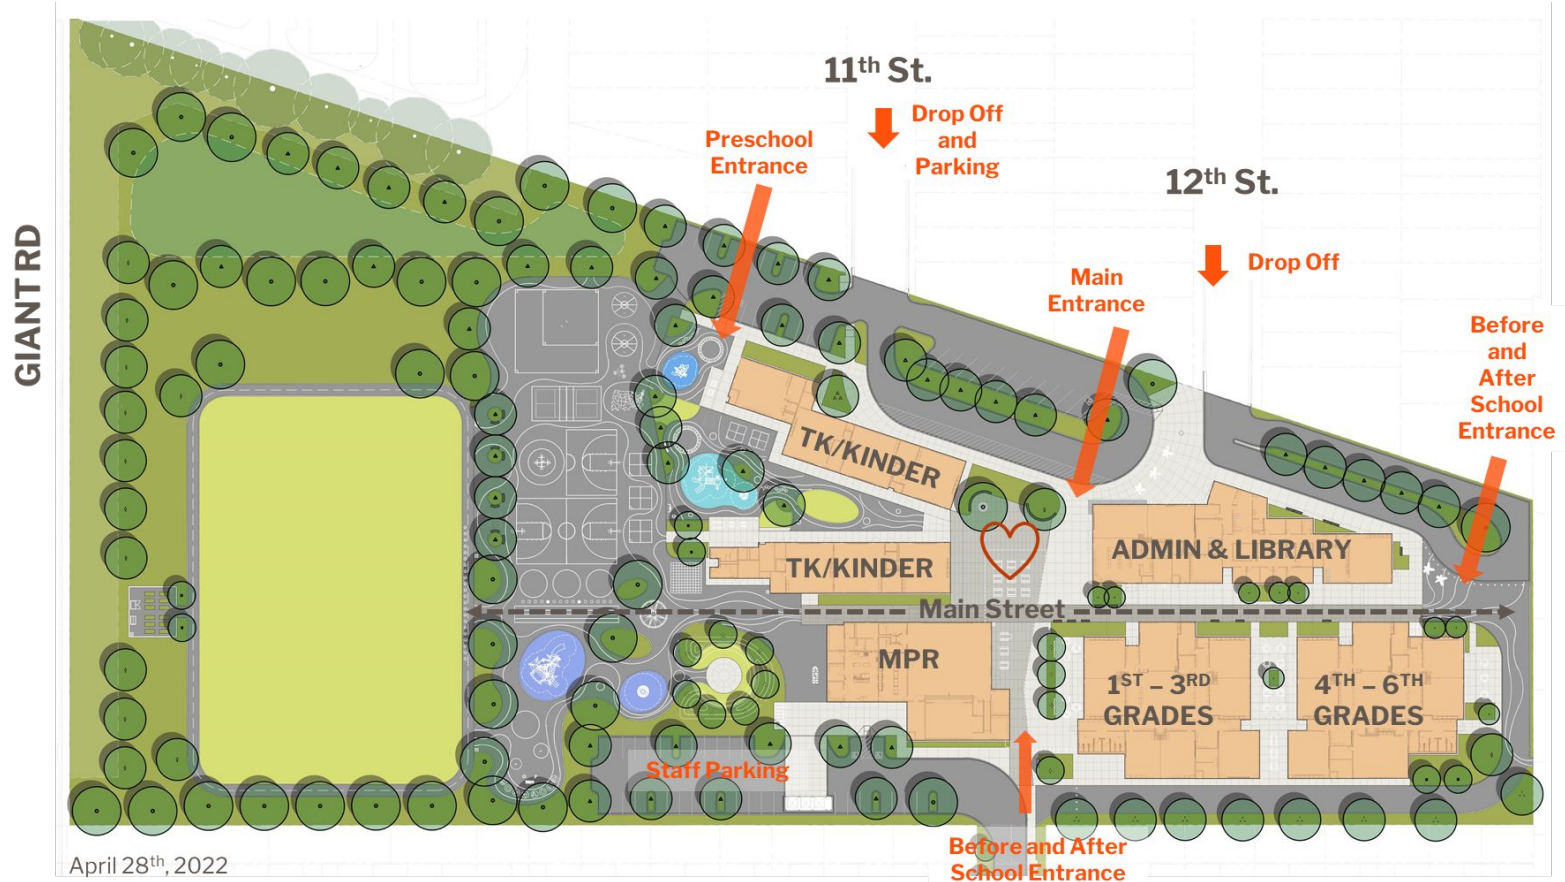 11th St.
Drop Off
and
Parking
Preschool
Entrance
12th St.
Drop Off
Main
Entrance
GIANT RD
Before
and
After
School
Entrance
TK/KINDER
ADMIN & LIBRARY
TK/KINDER
Main Street
MPR
1ST – 3RD
GRADES
4TH – 6TH
GRADES
Staff Parking
Before and After
School Entrance
April 28th, 2022